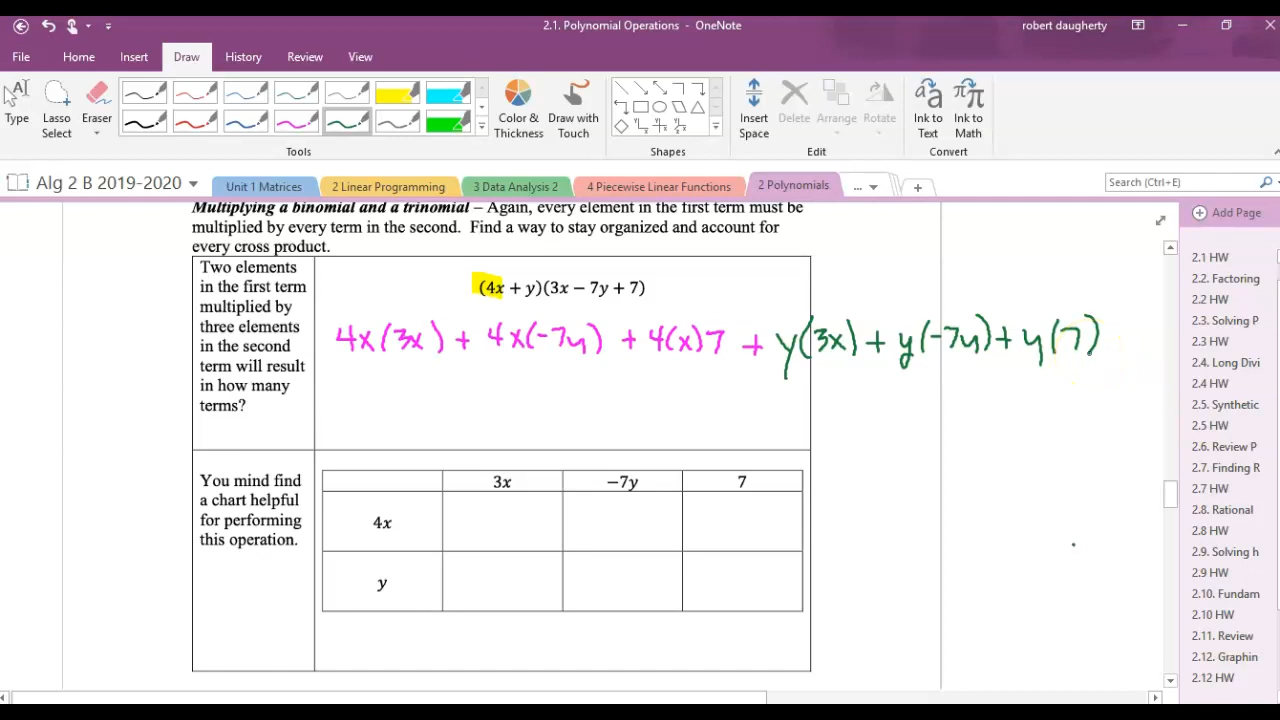 2.1. Polynomial Operations - OneNote
robert daugherty
File Home Insert Draw History Review View
Type
Lasso Select
Eraser
Color & Thickness
Draw with Touch
Insert Space
Delete
Arrange
Rotate
Ink to Text
Ink to Math
Tools
Shapes
Edit
Convert
Alg 2 B 2019-2020
Unit 1 Matrices
2 Linear Programming
3 Data Analysis 2
4 Piecewise Linear Functions
2 Polynomials
...
Search (Ctrl+E)
Multiplying a binomial and a trinomial – Again, every element in the first term must be
multiplied by every term in the second. Find a way to stay organized and account for
every cross product.
Two elements
in the first term
multiplied by
three elements
in the second
term will result
in how many
terms?
(4x + y)(3x − 7y + 7)
4x(3x) + 4x(-7y) + 4(x)7 + y(3x) + y(-7y) + y(7)
You mind find
a chart helpful
for performing
this operation.
3x −7y 7
4x
y
Add Page
2.1 HW
2.2. Factoring
2.2 HW
2.3. Solving P
2.3 HW
2.4. Long Divi
2.4 HW
2.5. Synthetic
2.5 HW
2.6. Review P
2.7. Finding R
2.7 HW
2.8. Rational
2.8 HW
2.9. Solving h
2.9 HW
2.10. Fundam
2.10 HW
2.11. Review
2.12. Graphin
2.12 HW